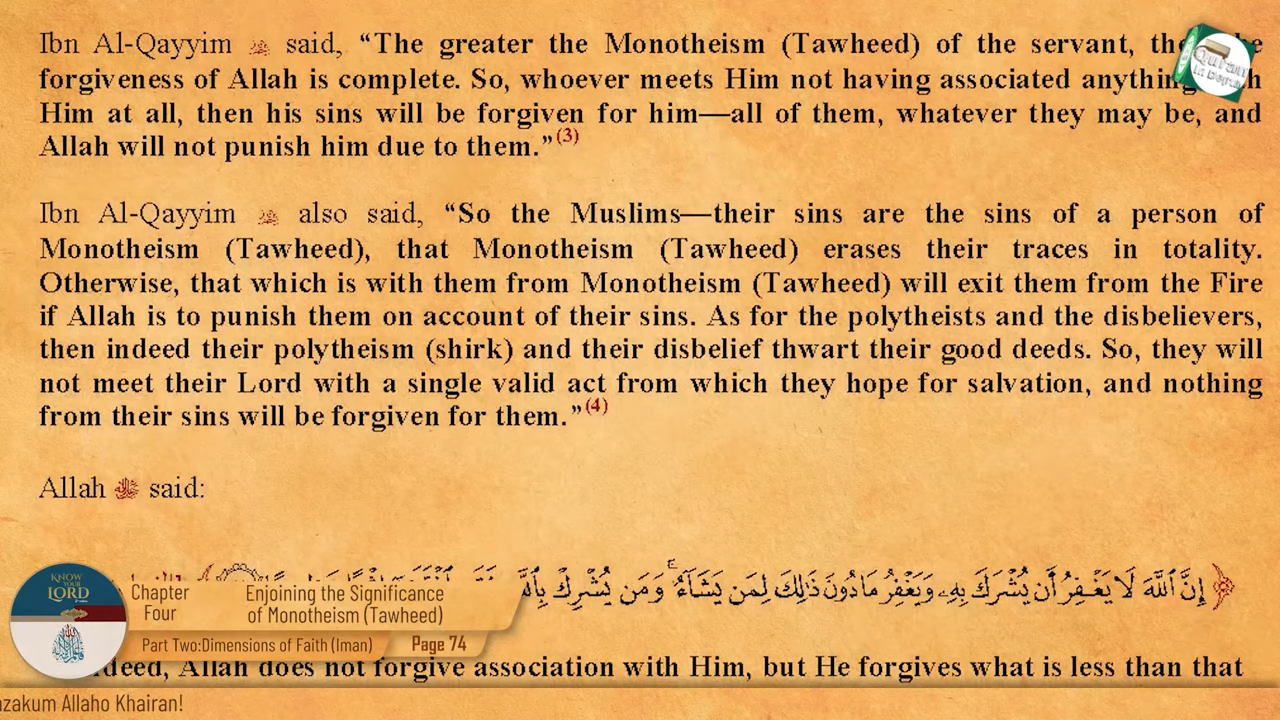 Ibn Al-Qayyim said, “The greater the Monotheism (Tawheed) of the servant,
forgiveness of Allah is complete. So, whoever meets Him not having associated
Him at all, then his sins will be forgiven for him—all of them, whatever they may be, and
Allah will not punish him due to them.”(3)
Ibn Al-Qayyim also said, “So the Muslims—their sins are the sins of a person of
Monotheism (Tawheed), that Monotheism (Tawheed) erases their traces in totality.
Otherwise, that which is with them from Monotheism (Tawheed) will exit them from the Fire
if Allah is to punish them on account of their sins. As for the polytheists and the disbelievers,
then indeed their polytheism (shirk) and their disbelief thwart their good deeds. So, they will
not meet their Lord with a single valid act from which they hope for salvation, and nothing
from their sins will be forgiven for them.”(4)
Allah said:
إِنَّ ٱللَّهَ لَا يَغْفِرُ أَن يُشْرَكَ بِهِۦ وَيَغْفِرُ مَا دُونَ ذَٰلِكَ لِمَن يَشَآءُ ۚ وَمَن يُشْرِكْ
KNOW YOUR LORD
Chapter Four
Enjoining the Significance
of Monotheism (Tawheed)
Part Two:Dimensions of Faith (Iman) Page 74
Allah does not forgive association with Him, but He forgives what is less than that
Allaho Khairan!